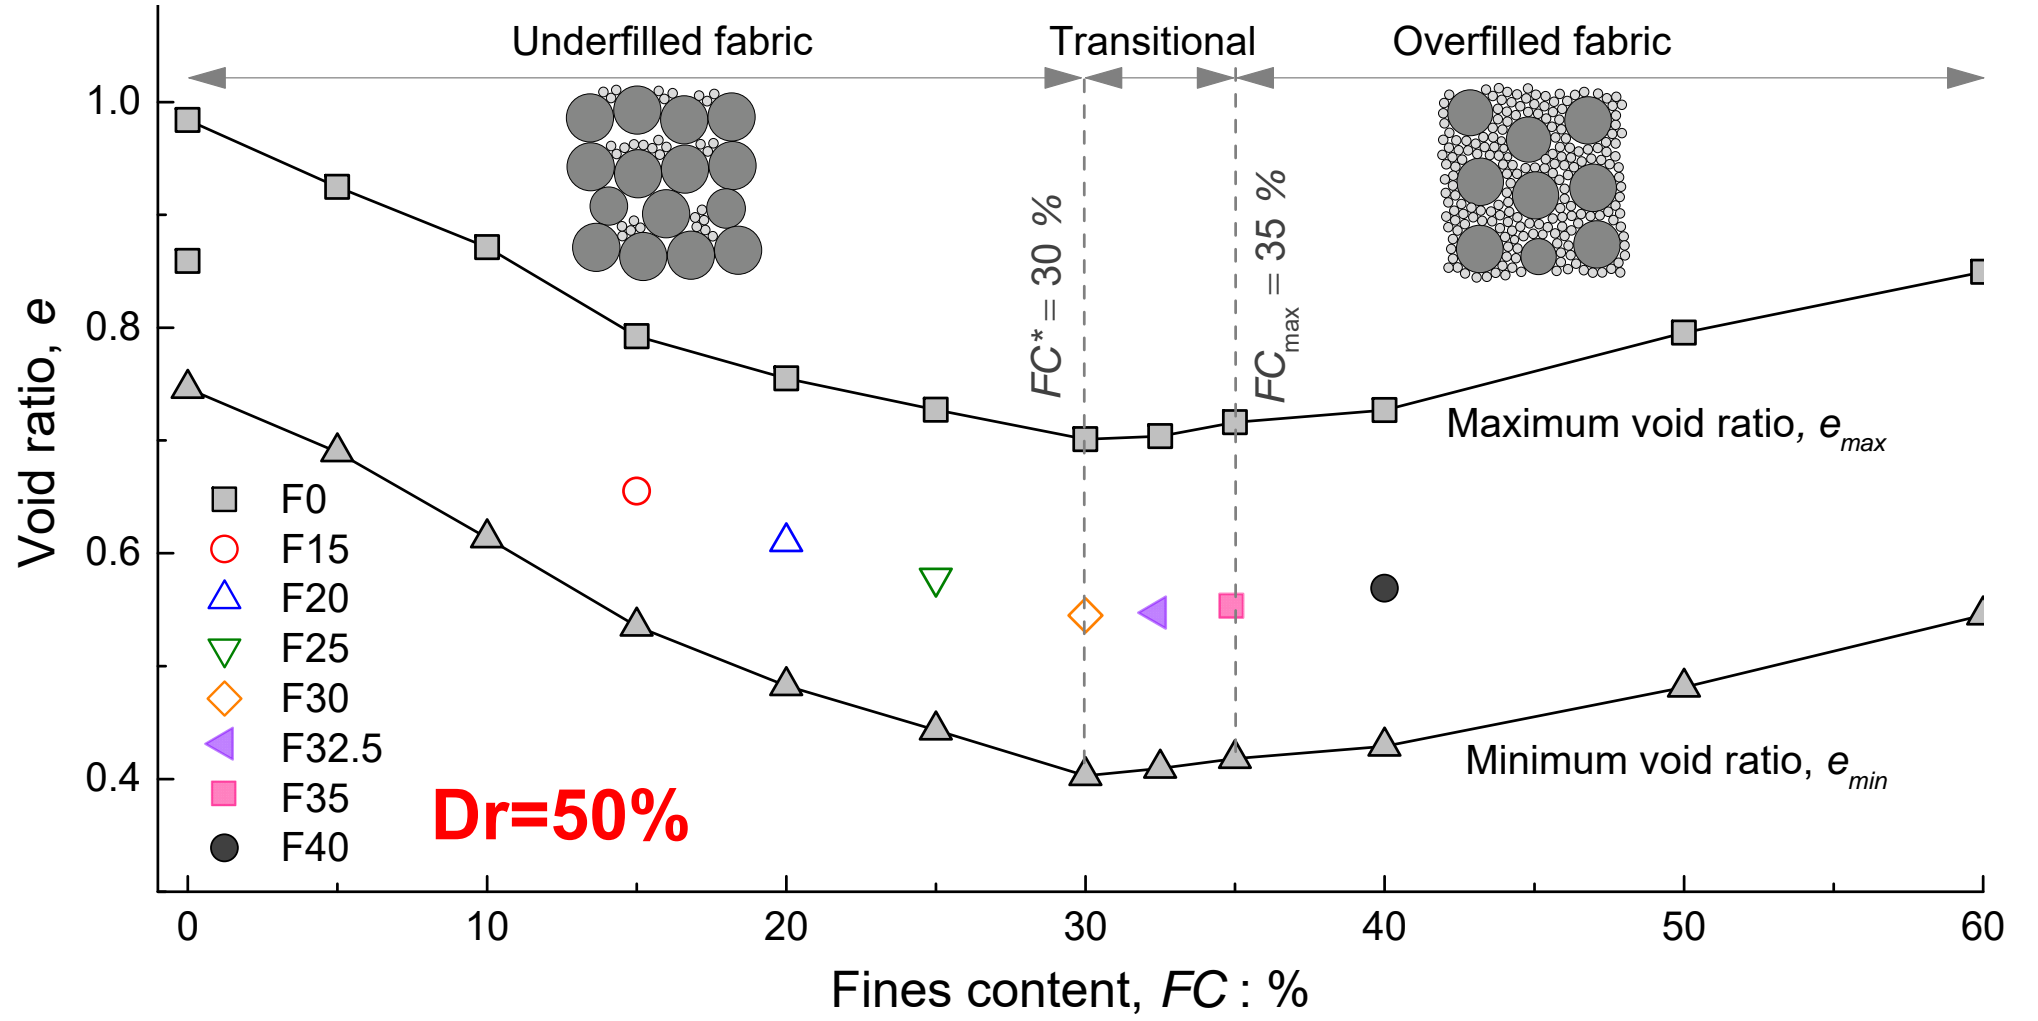 Underfilled fabric
Transitional
Overfilled fabric
1.0
0.8
0.6
0.4
Void ratio, e
FC* = 30 %
FCmax = 35 %
Maximum void ratio, emax
Minimum void ratio, emin
F0
F15
F20
F25
F30
F32.5
F35
F40
Dr=50%
0 10 20 30 40 50 60
Fines content, FC : %